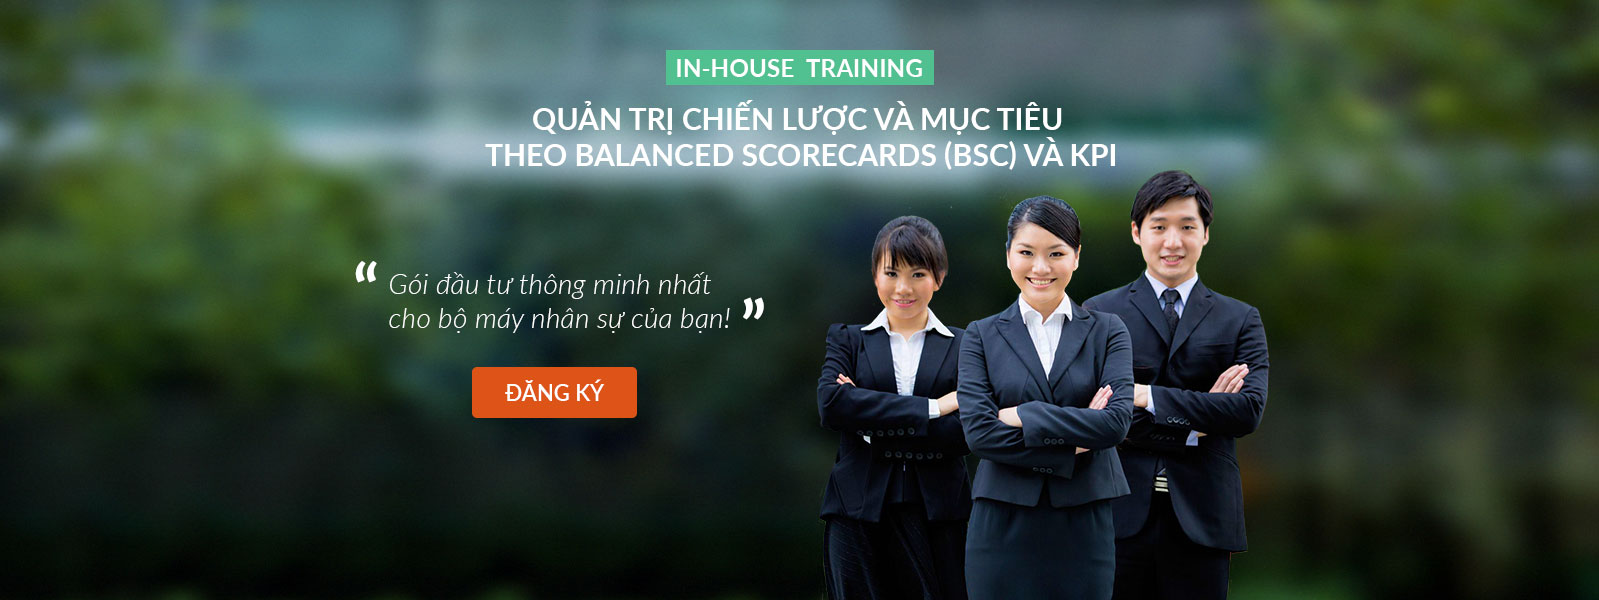 IN-HOUSE TRAINING
QUẢN TRỊ CHIẾN LƯỢC VÀ MỤC TIÊU
THEO BALANCED SCORECARDS (BSC) VÀ KPI
“ Gói đầu tư thông minh nhất
cho bộ máy nhân sự của bạn! ”
ĐĂNG KÝ